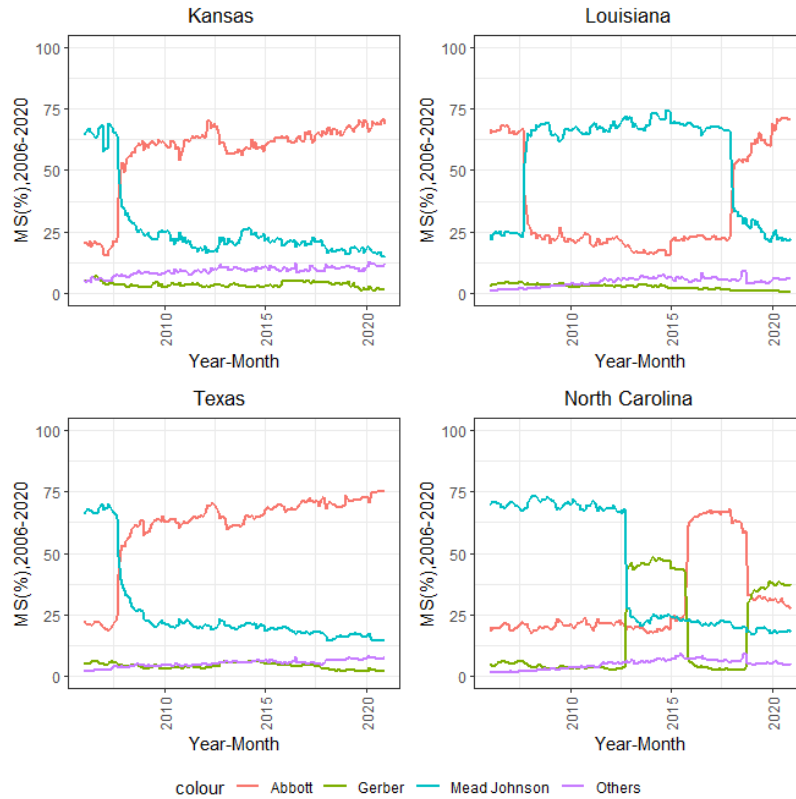 Kansas
Louisiana
100
75
50
25
0
MS(%),2006-2020
2010
2015
2020
Year-Month
100
75
50
25
0
MS(%),2006-2020
2010
2015
2020
Year-Month
Texas
North Carolina
100
75
50
25
0
MS(%),2006-2020
2010
2015
2020
Year-Month
100
75
50
25
0
MS(%),2006-2020
2010
2015
2020
Year-Month
colour Abbott Gerber Mead Johnson Others